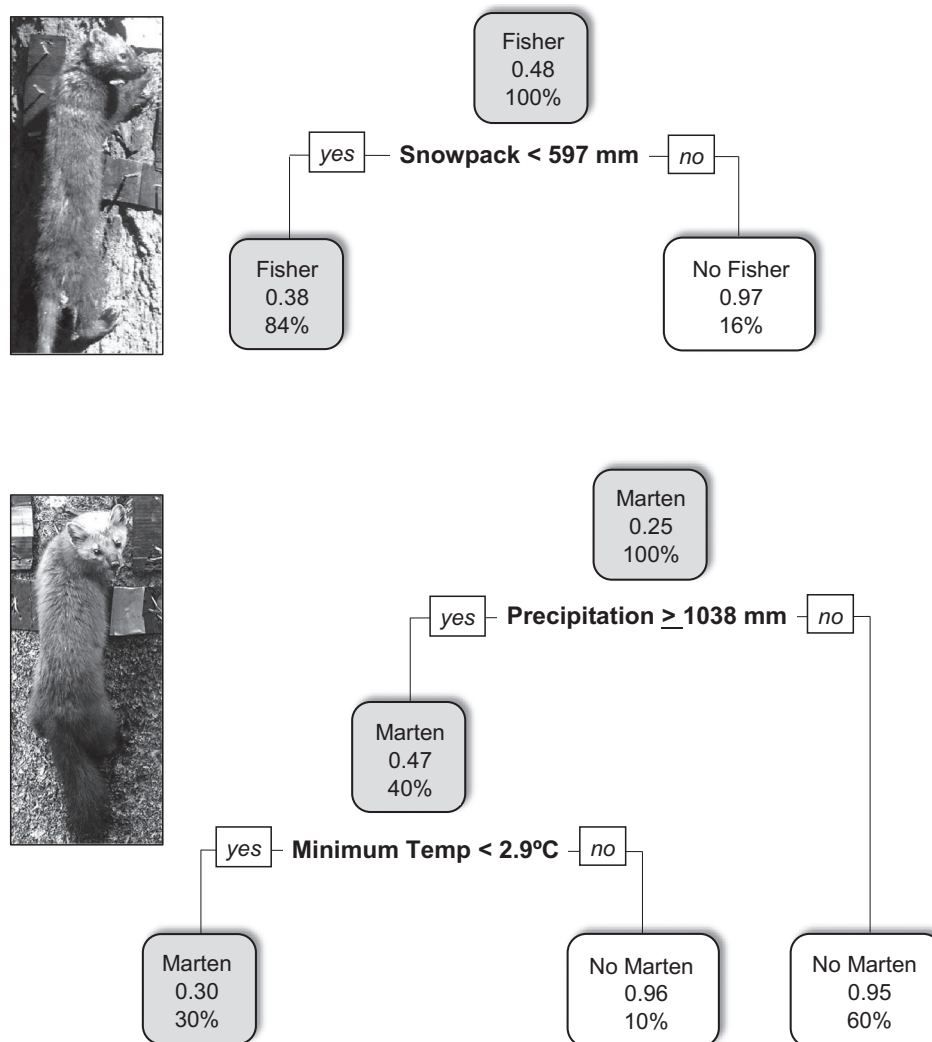 Fisher
0.48
100%
yes Snowpack < 597 mm no
Fisher
0.38
84%
No Fisher
0.97
16%
Marten
0.25
100%
yes Precipitation ≥ 1038 mm no
Marten
0.47
40%
yes Minimum Temp < 2.9ºC no
Marten
0.30
30%
No Marten
0.96
10%
No Marten
0.95
60%